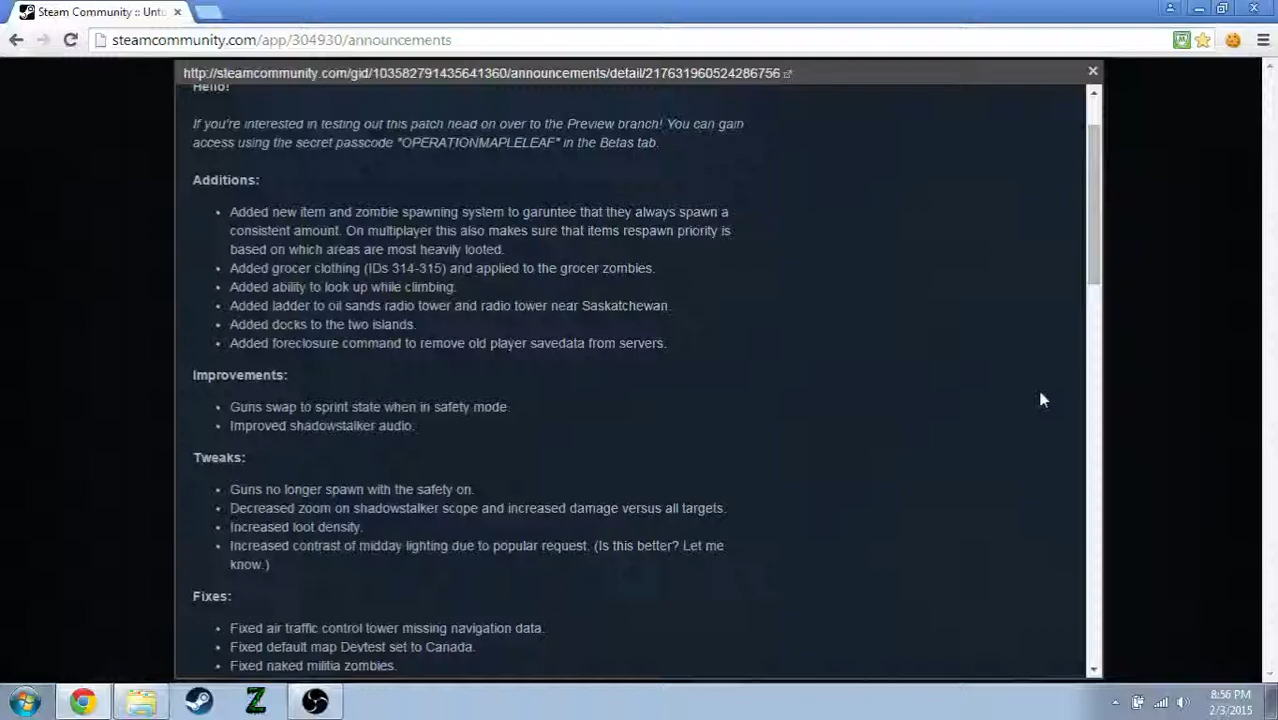 Steam Community :: Untu
steamcommunity.com/app/304930/announcements
http://steamcommunity.com/gid/103582791435641360/announcements/detail/217631960524286756
Hello!
If you're interested in testing out this patch head on over to the Preview branch! You can gain
access using the secret passcode "OPERATIONMAPLELEAF" in the Betas tab.
Additions:
Added new item and zombie spawning system to garuntee that they always spawn a
consistent amount. On multiplayer this also makes sure that items respawn priority is
based on which areas are most heavily looted.
Added grocer clothing (IDs 314-315) and applied to the grocer zombies.
Added ability to look up while climbing.
Added ladder to oil sands radio tower and radio tower near Saskatchewan.
Added docks to the two islands.
Added foreclosure command to remove old player savedata from servers.
Improvements:
Guns swap to sprint state when in safety mode.
Improved shadowstalker audio.
Tweaks:
Guns no longer spawn with the safety on.
Decreased zoom on shadowstalker scope and increased damage versus all targets.
Increased loot density.
Increased contrast of midday lighting due to popular request. (Is this better? Let me
know.)
Fixes:
Fixed air traffic control tower missing navigation data.
Fixed default map Devtest set to Canada.
Fixed naked militia zombies.
8:56 PM
2/3/2015